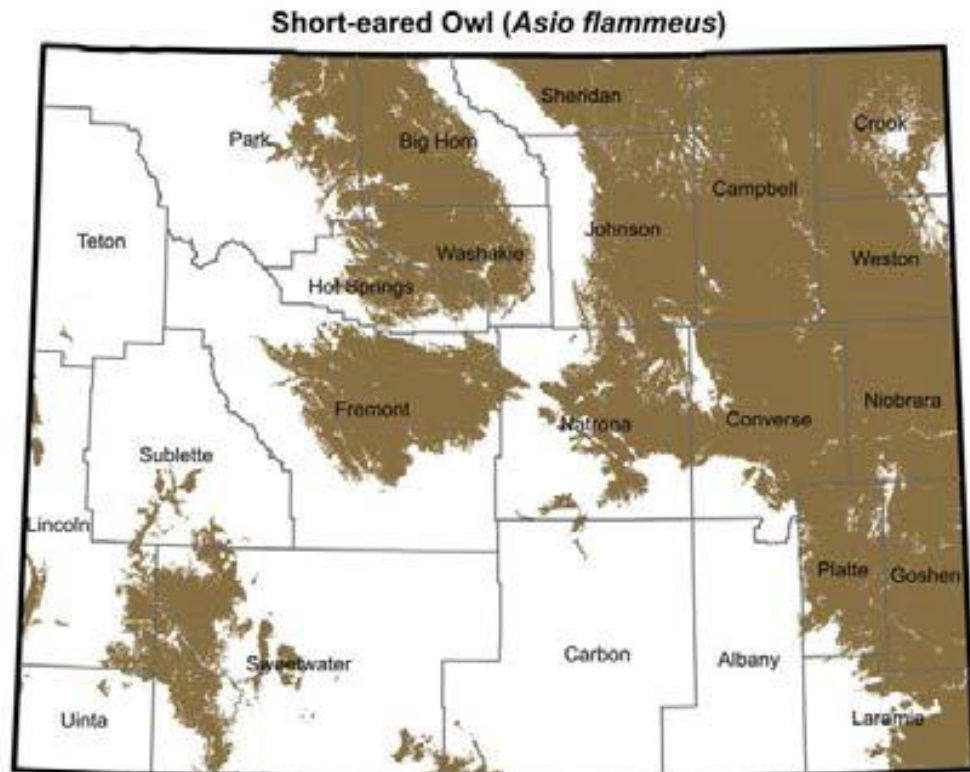 Short-eared Owl (Asio flammeus)
Sheridan
Crook
Park
Big Horn
Campbell
Johnson
Teton
Washakie
Weston
Hot Springs
Fremont
Niobrara
Natrona
Converse
Sublette
Lincoln
Platte
Goshen
Carbon
Albany
Sweetwater
Uinta
Laramie